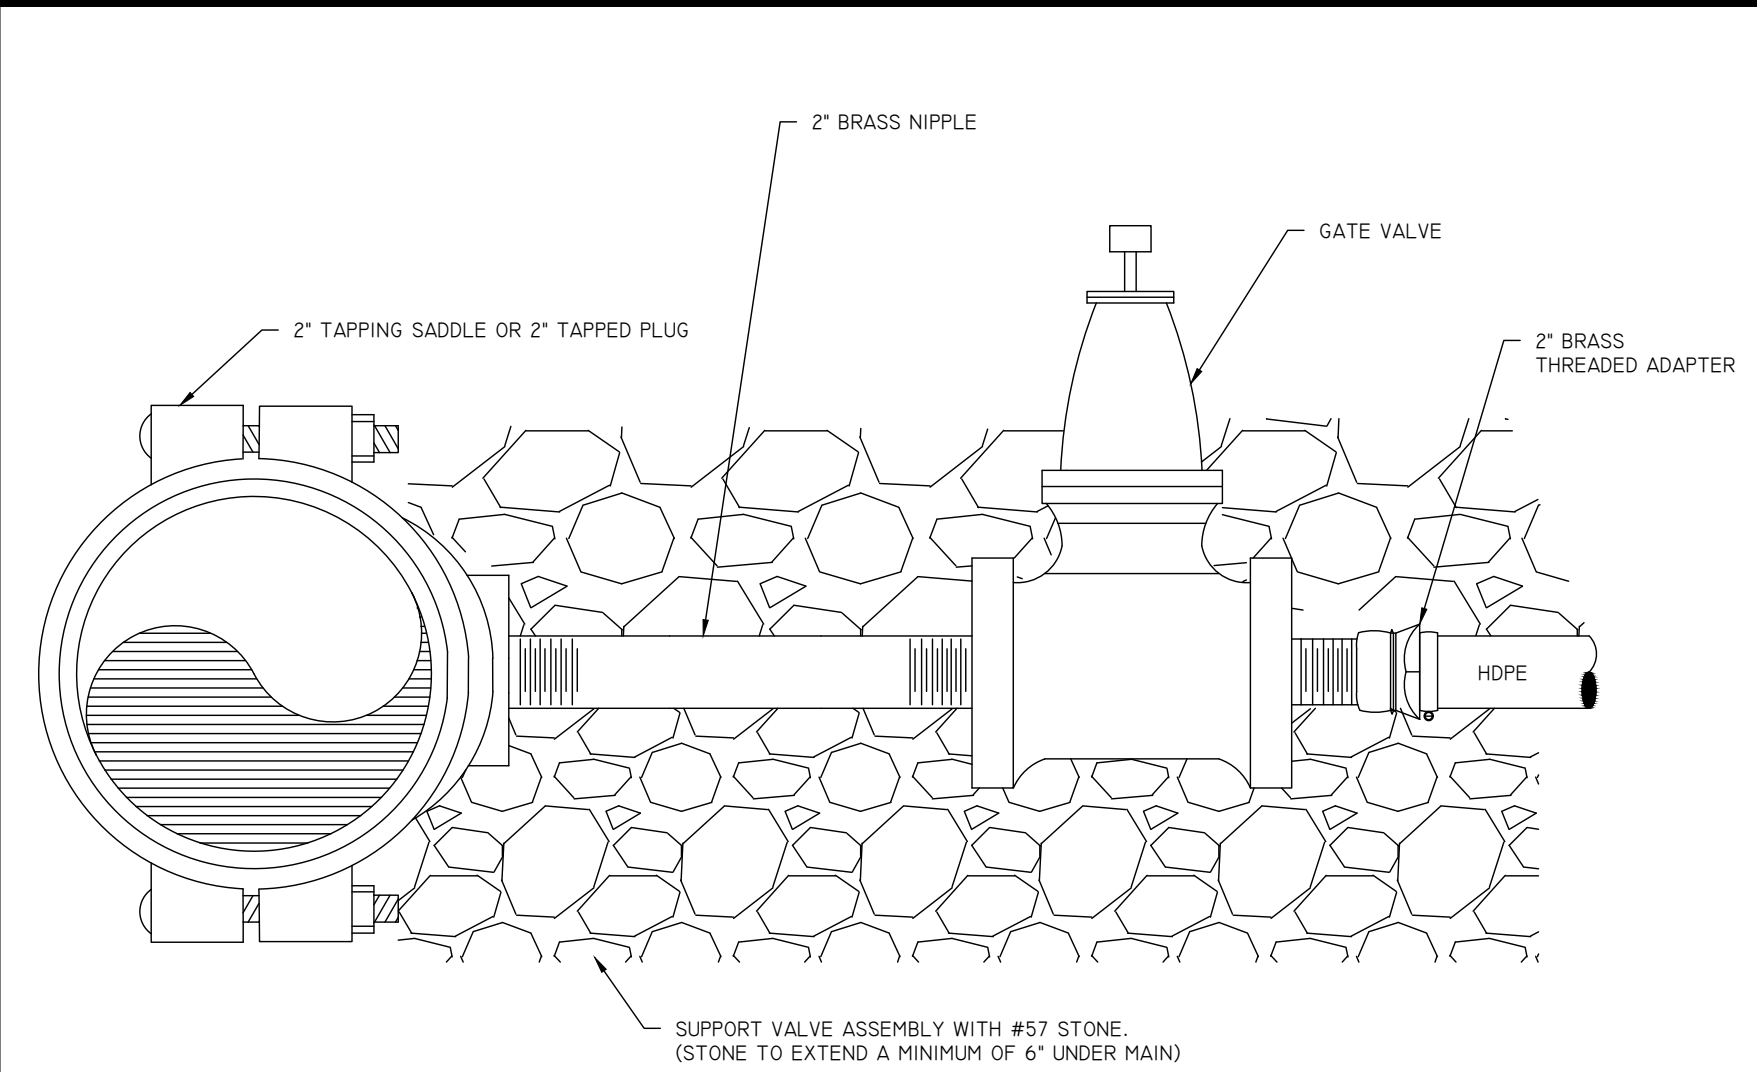 2" BRASS NIPPLE
GATE VALVE
2" TAPPING SADDLE OR 2" TAPPED PLUG
2" BRASS
THREADED ADAPTER
HDPE
SUPPORT VALVE ASSEMBLY WITH #57 STONE.
(STONE TO EXTEND A MINIMUM OF 6" UNDER MAIN)